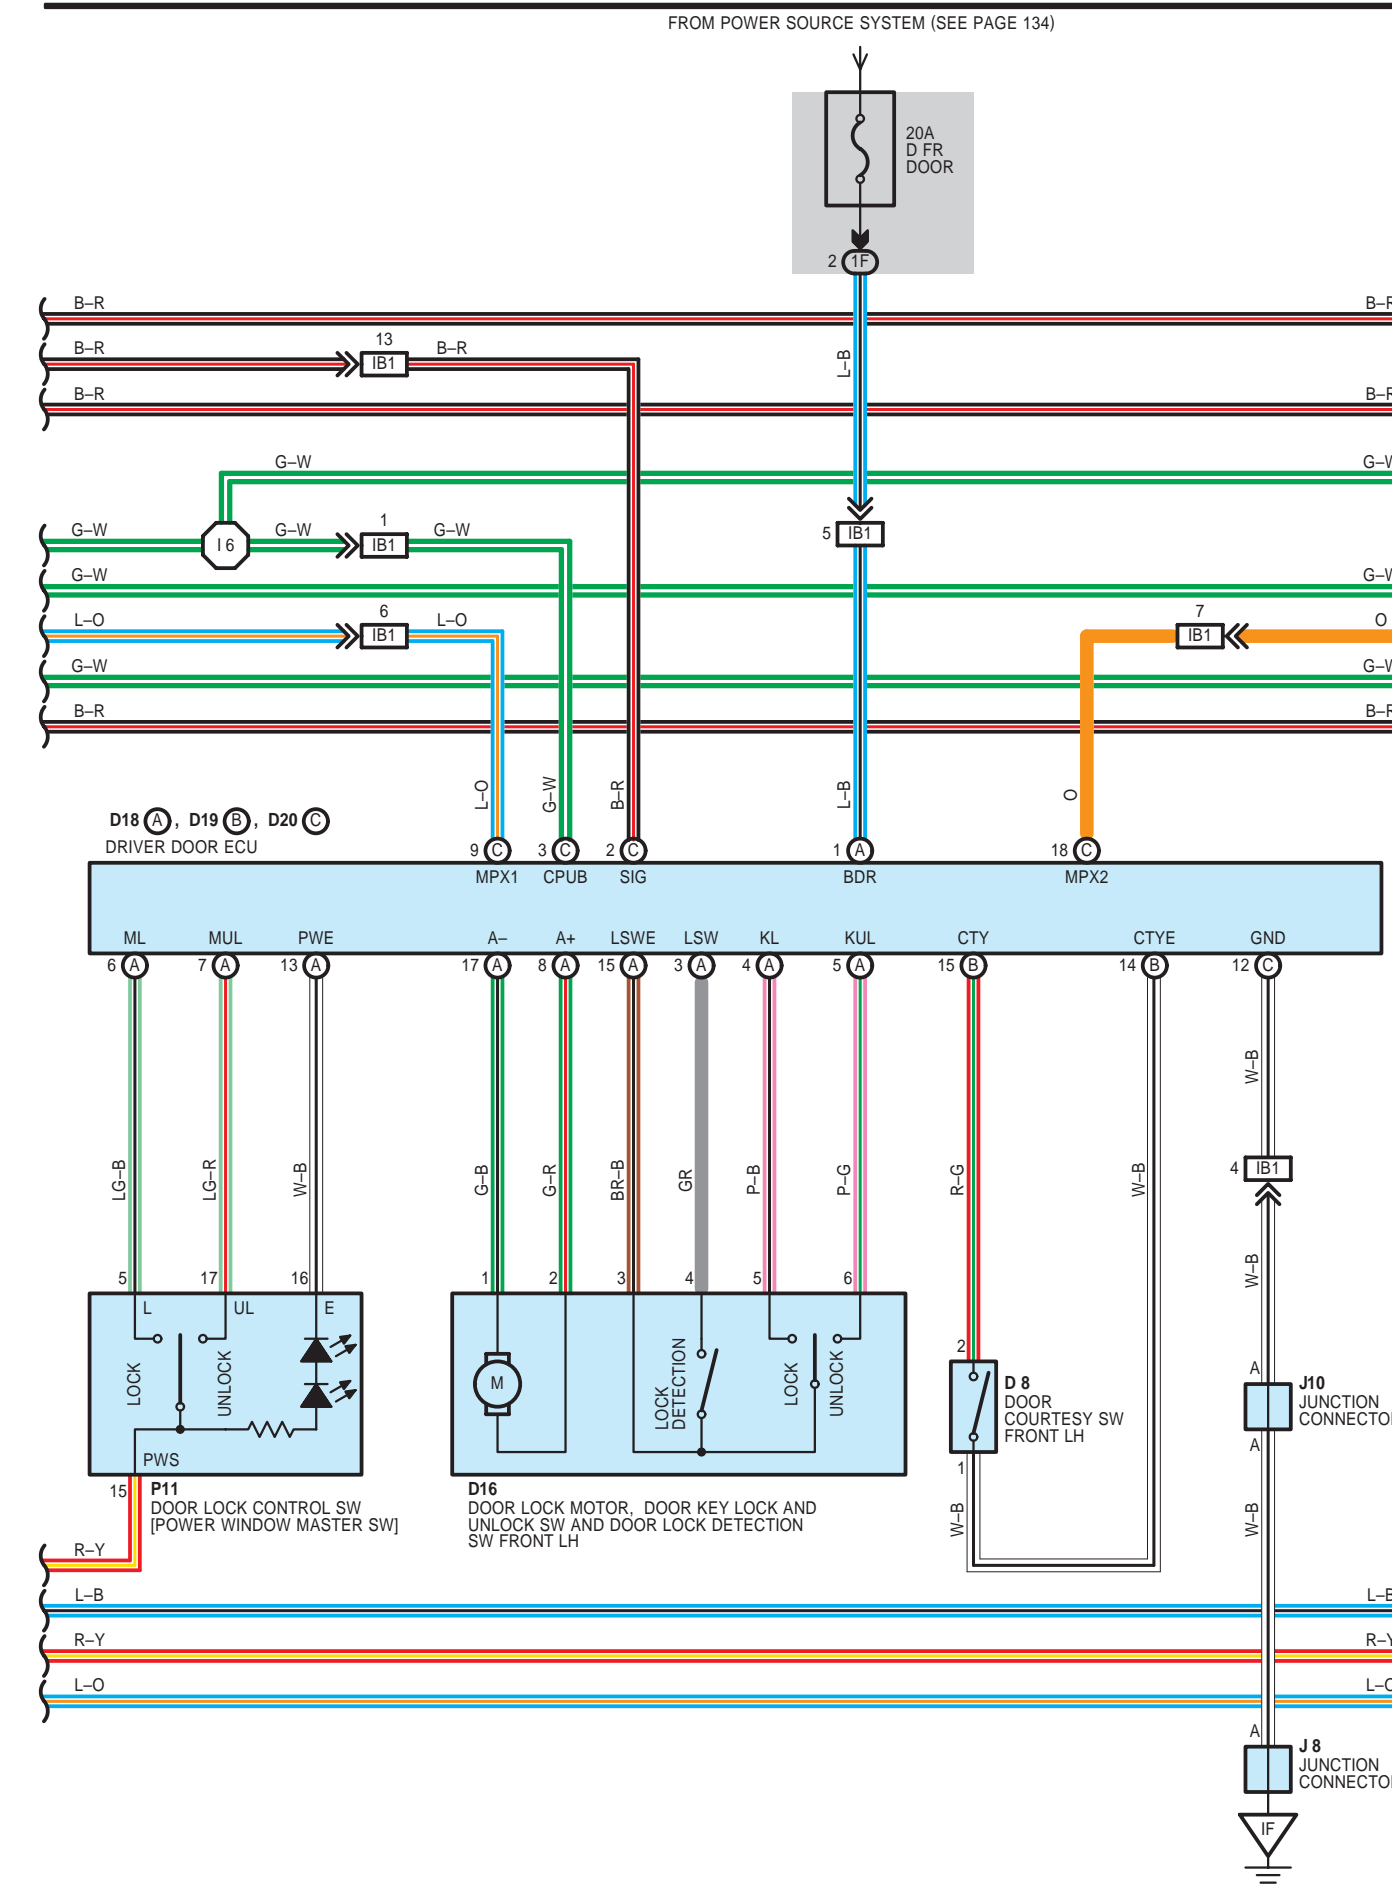 FROM POWER SOURCE SYSTEM (SEE PAGE 134)
20A
D FR
DOOR
2 1F
B–R
B–R
B–R 13 IB1 B–R
L–B
B–R
B–R
G–W
G–W
G–W I 6 G–W 1 IB1 G–W
5 IB1
G–W
G–W
L–O 6 IB1 L–O
7 IB1 O
G–W
G–W
B–R
B–R
L–O G–W B–R L–B O
D18 A , D19 B , D20 C
DRIVER DOOR ECU
9 C 3 C 2 C 1 A 18 C
MPX1 CPUB SIG BDR MPX2
ML MUL PWE A– A+ LSWE LSW KL KUL CTY CTYE GND
6 A 7 A 13 A 17 A 8 A 15 A 3 A 4 A 5 A 15 B 14 B 12 C
W–B
LG–B LG–R W–B G–B G–R BR–B GR P–B P–G R–G W–B
4 IB1
W–B
5 17 16 1 2 3 4 5 6
L UL E
LOCK UNLOCK
PWS
M
LOCK
DETECTION
LOCK UNLOCK
2
D 8
DOOR
COURTESY SW
FRONT LH
1
W–B
A
J10
JUNCTION
A
W–B
15
P11
DOOR LOCK CONTROL SW
[POWER WINDOW MASTER SW]
D16
DOOR LOCK MOTOR, DOOR KEY LOCK AND
UNLOCK SW AND DOOR LOCK DETECTION
SW FRONT LH
R–Y
L–B
R–Y
L–O
A
J 8
JUNCTION
IF